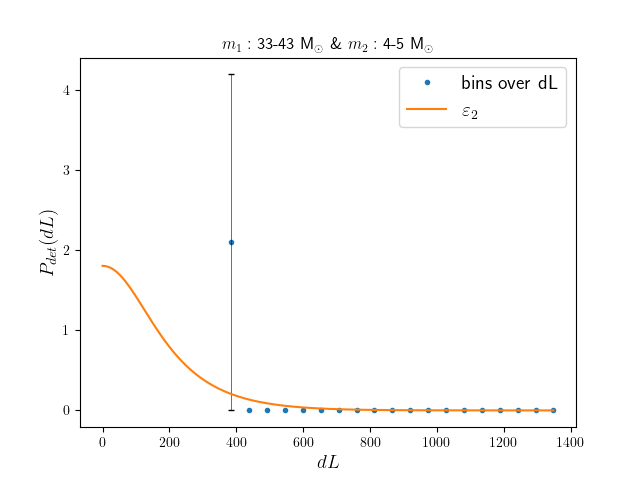 m₁ : 33-43 M⊙ & m₂ : 4-5 M⊙
bins over dL
ε₂
P_det(dL)
4
3
2
1
0
0 200 400 600 800 1000 1200 1400
dL